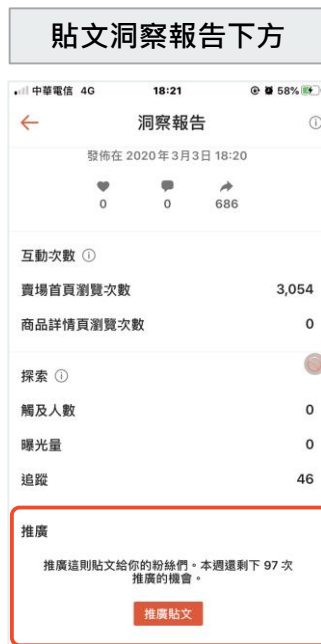 貼文洞察報告下方
中華電信 4G 18:21 58%
洞察報告
發佈在 2020年3月3日 18:20
0 0 686
互動次數
賣場首頁瀏覽次數 3,054
商品詳情頁瀏覽次數 0
探索
觸及人數 0
曝光量 0
追蹤 46
推廣
推廣這則貼文給你的粉絲們。本週還剩下 97 次
推廣的機會。
推廣貼文